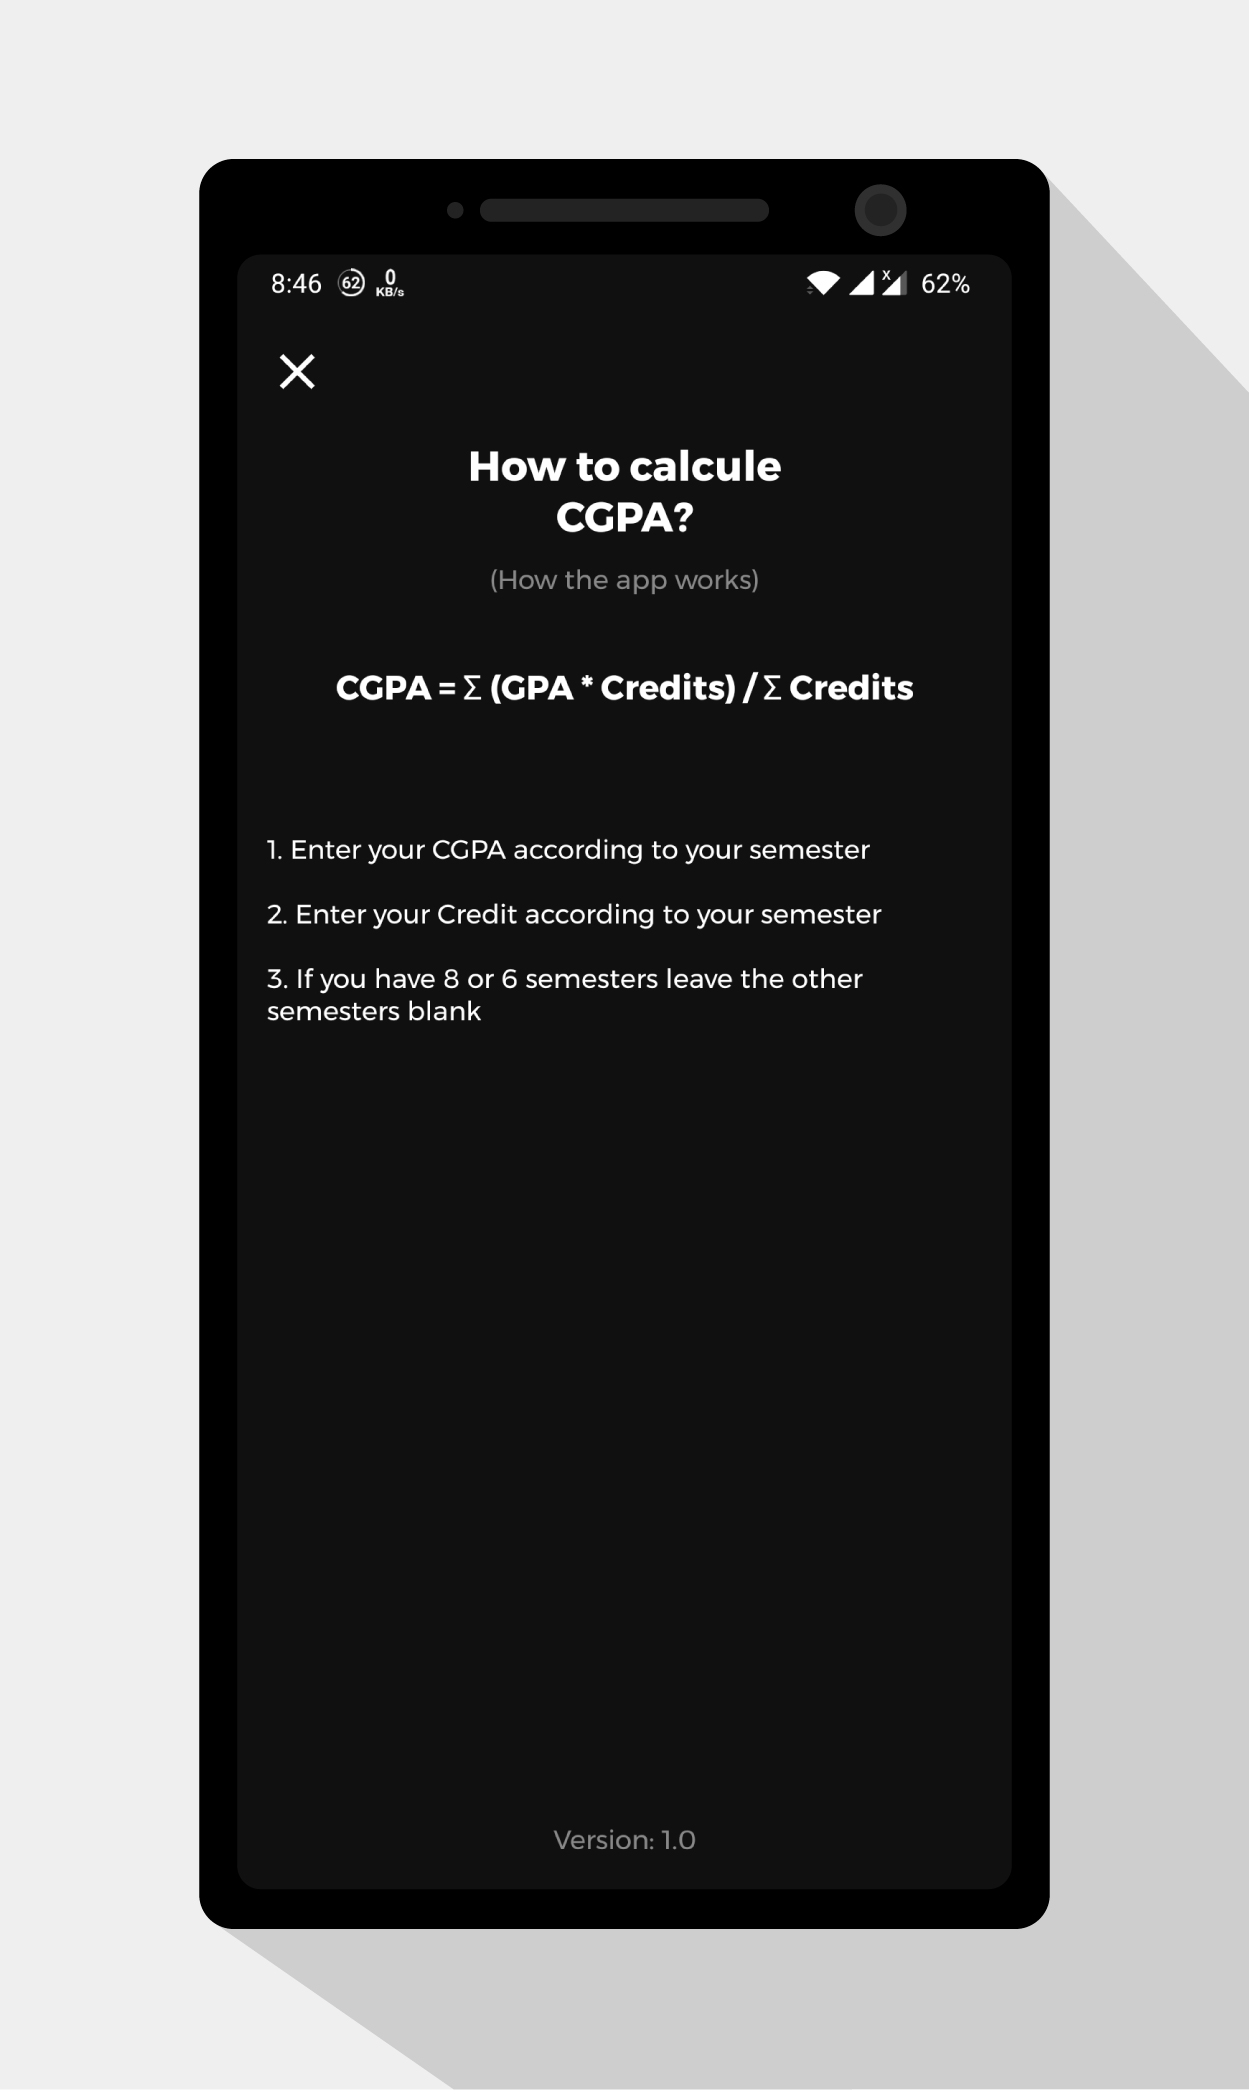 8:46 62 0 KB/s X 62%
How to calcule
CGPA?
(How the app works)
CGPA = Σ (GPA * Credits) / Σ Credits
1. Enter your CGPA according to your semester
2. Enter your Credit according to your semester
3. If you have 8 or 6 semesters leave the other
semesters blank
Version: 1.0